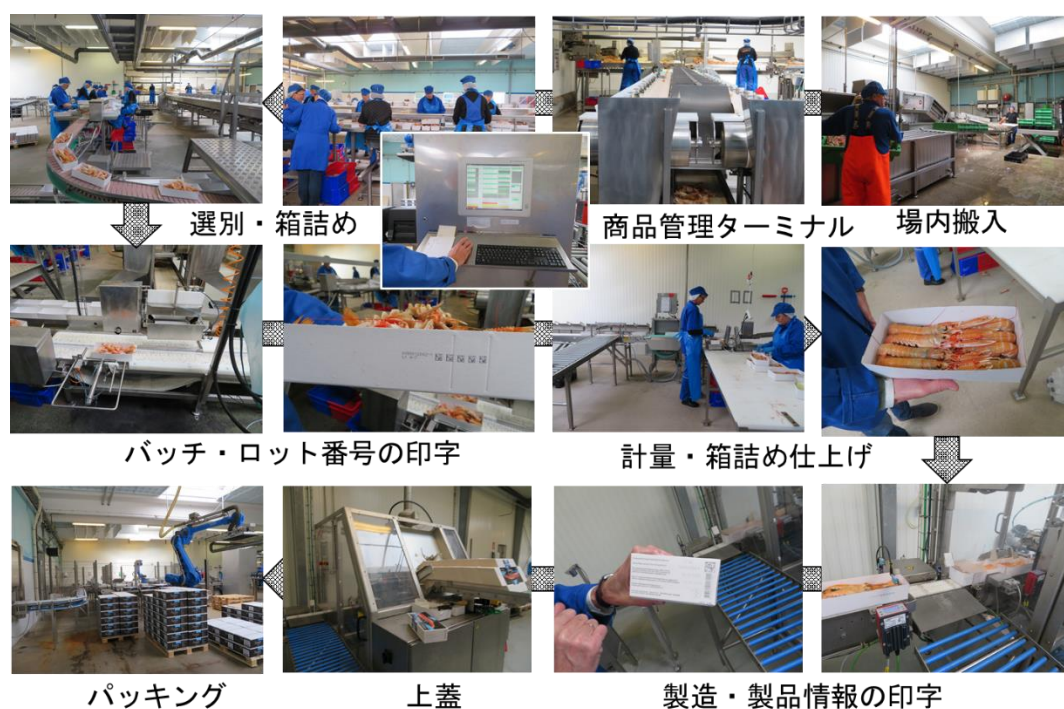 選別・箱詰め
商品管理ターミナル
場内搬入
バッチ・ロット番号の印字
計量・箱詰め仕上げ
パッキング
上蓋
製造・製品情報の印字